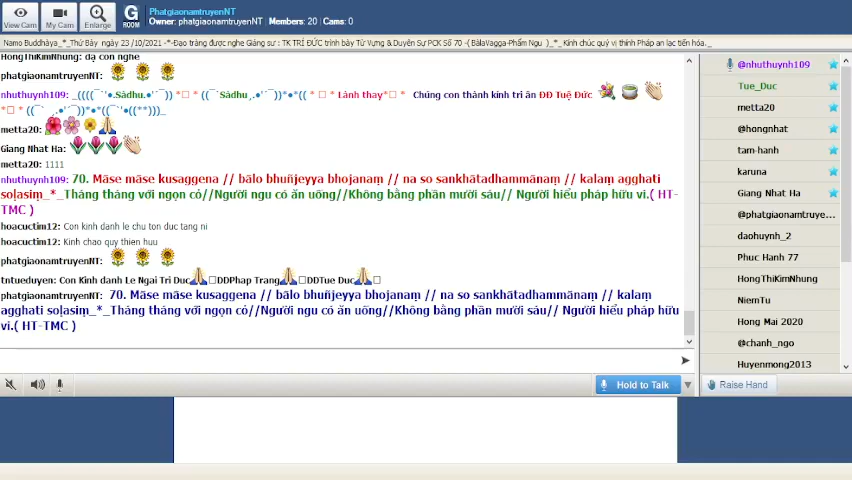 View Cam
My Cam
Enlarge
G ROOM
PhatgiaonamtruyenNT
Owner: phatgiaonamtruyenNT | Members: 20 | Cams: 0
Namo Buddhāya_*_Thứ Bảy ngày 23 /10/2021 -*-Đạo tràng được nghe Giảng sư : TK TRÍ ĐỨC trình bày Từ Vựng & Duyên Sự PCK Số 70 -(BālaVagga-Phẩm Ngu )_*_ Kính chúc quý vị thính Pháp an lạc tiến hóa._
HongThiKimNhung: dạ con nghe
phatgiaonamtruyenNT:
nhuthuynh109: Sādhu Sādhu Lành thay Chúng con thành kính tri ân ĐĐ Tuệ Đức
metta20:
Giang Nhat Ha:
metta20: 1111
nhuthuynh109: 70. Māse māse kusaggena // bālo bhuñjeyya bhojanaṃ // na so sankhātadhammānaṃ // kalaṃ agghati
soḷasiṃ_*_Tháng tháng với ngọn cỏ//Người ngu có ăn uống//Không bằng phần mười sáu// Người hiểu pháp hữu vi.( HT-
TMC )
hoacuctim12: Con kinh danh le chu ton duc tang ni
hoacuctim12: Kinh chao quy thien huu
phatgiaonamtruyenNT:
tntueduyen: Con Kính danh Le Ngai Tri Duc DDPhap Trang DDTue Duc
phatgiaonamtruyenNT: 70. Māse māse kusaggena // bālo bhuñjeyya bhojanaṃ // na so sankhātadhammānaṃ // kalaṃ
agghati soḷasiṃ_*_Tháng tháng với ngọn cỏ//Người ngu có ăn uống//Không bằng phần mười sáu// Người hiểu pháp hữu
vi.( HT-TMC )
Hold to Talk
Raise Hand
@nhuthuynh109
Tue_Duc
metta20
@hongnhat
tam-hanh
karuna
Giang Nhat Ha
@phatgiaonamtruye...
daohuynh_2
Phuc Hanh 77
HongThiKimNhung
NiemTu
Hong Mai 2020
@chanh_ngo
Huyenmong2013